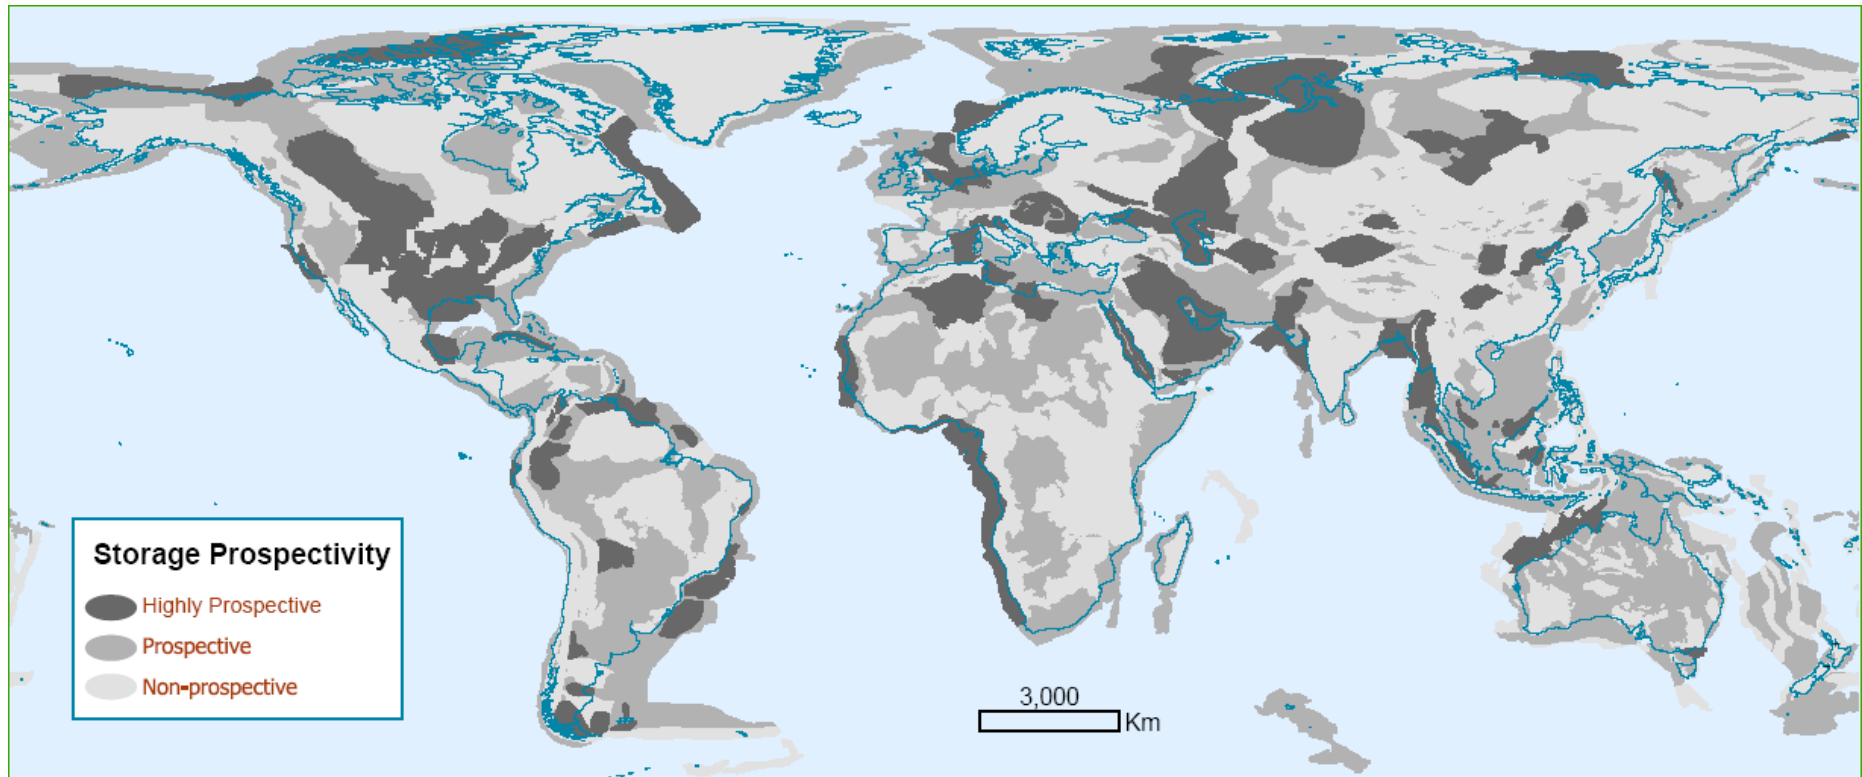 Storage Prospectivity
Highly Prospective
Prospective
Non-prospective
3,000
Km